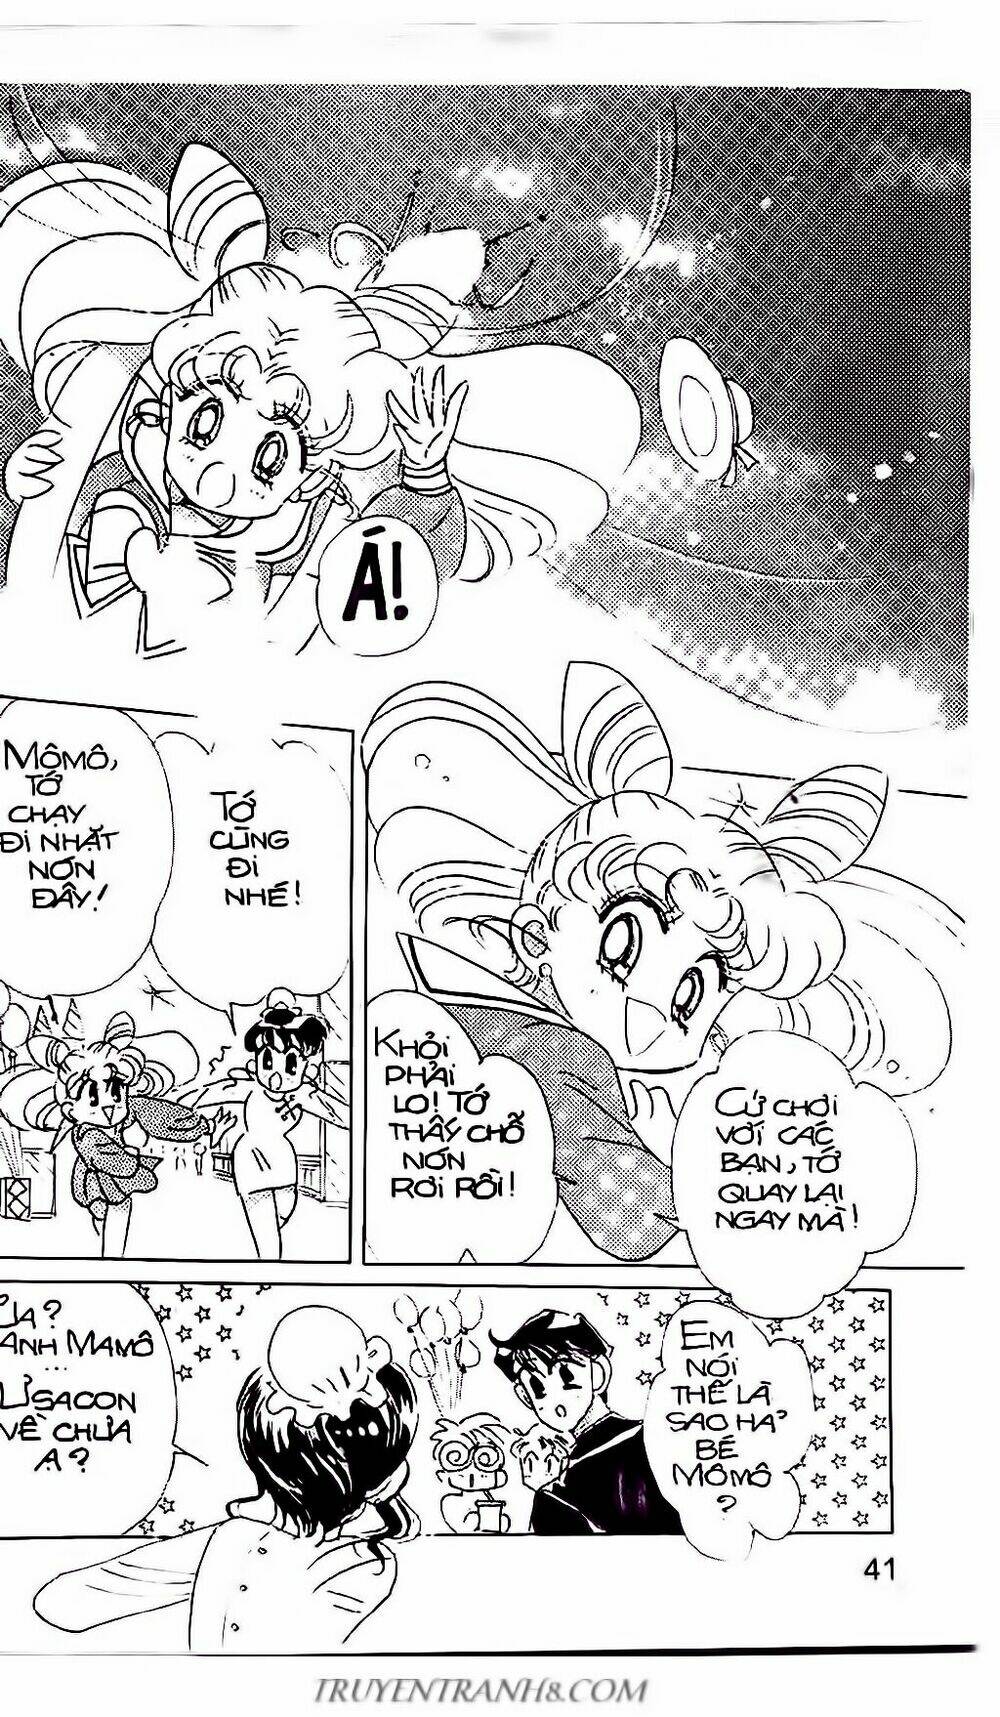 Á!
MÔMÔ,
TỚ
CHẠY
ĐI NHẶT
NÓN
ĐÂY!
TỚ
CÙNG
ĐI
NHÉ!
KHỎI
PHẢI
LO! TỚ
THẤY CHỖ
NÓN
RƠI RỒI!
CỨ CHƠI
VỚI CÁC
BẠN, TỚ
QUAY LẠI
NGAY MÀ!
EM
NÓI
THẾ LÀ
SAO HẢ
BÉ
MÔMÔ
?
ỦA?
ANH MAMÔ
...
USACON
VỀ CHƯA
Ạ?
41
TRUYENTRANH8.COM